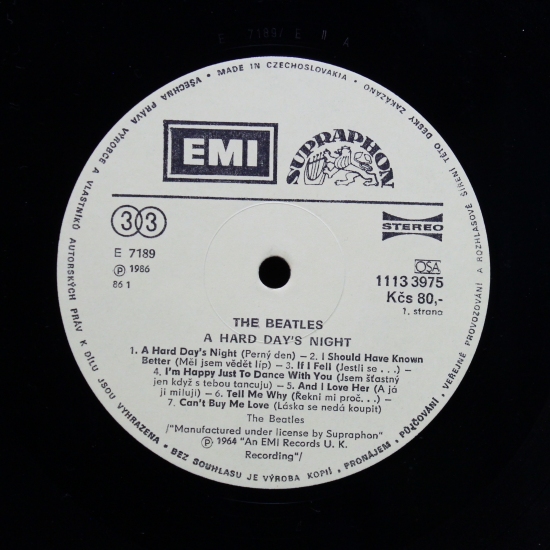 E 7189/ E 11 A
• MADE IN CZECHOSLOVAKIA •
VŠECHNA PRÁVA VÝROBCE A VLASTNÍKŮ AUTORSKÝCH PRÁV K DÍLU JSOU VYHRAZENA • BEZ SOUHLASU JE VÝROBA KOPIÍ • PRONÁJEM • PŮJČOVÁNÍ • VEŘEJNÉ PROVOZOVÁNÍ A ROZHLASOVÉ ŠÍŘENÍ TÉTO DESKY ZAKÁZÁNO
EMI
SUPRAPHON
33
STEREO
E 7189
Ⓟ 1986
86 1
OSA
1113 3975
Kčs 80,-
1. strana
THE BEATLES
A HARD DAY'S NIGHT
1. A Hard Day's Night (Perný den) – 2. I Should Have Known
Better (Měl jsem vědět líp) – 3. If I Fell (Jestli se . . .) –
4. I'm Happy Just To Dance With You (Jsem šťastný
jen když s tebou tancuju) – 5. And I Love Her (A já
ji miluji) – 6. Tell Me Why (Řekni mi proč. . .) –
7. Can't Buy Me Love (Láska se nedá koupit)
The Beatles
/"Manufactured under license by Supraphon"
Ⓟ 1964 "An EMI Records U. K.
Recording"/